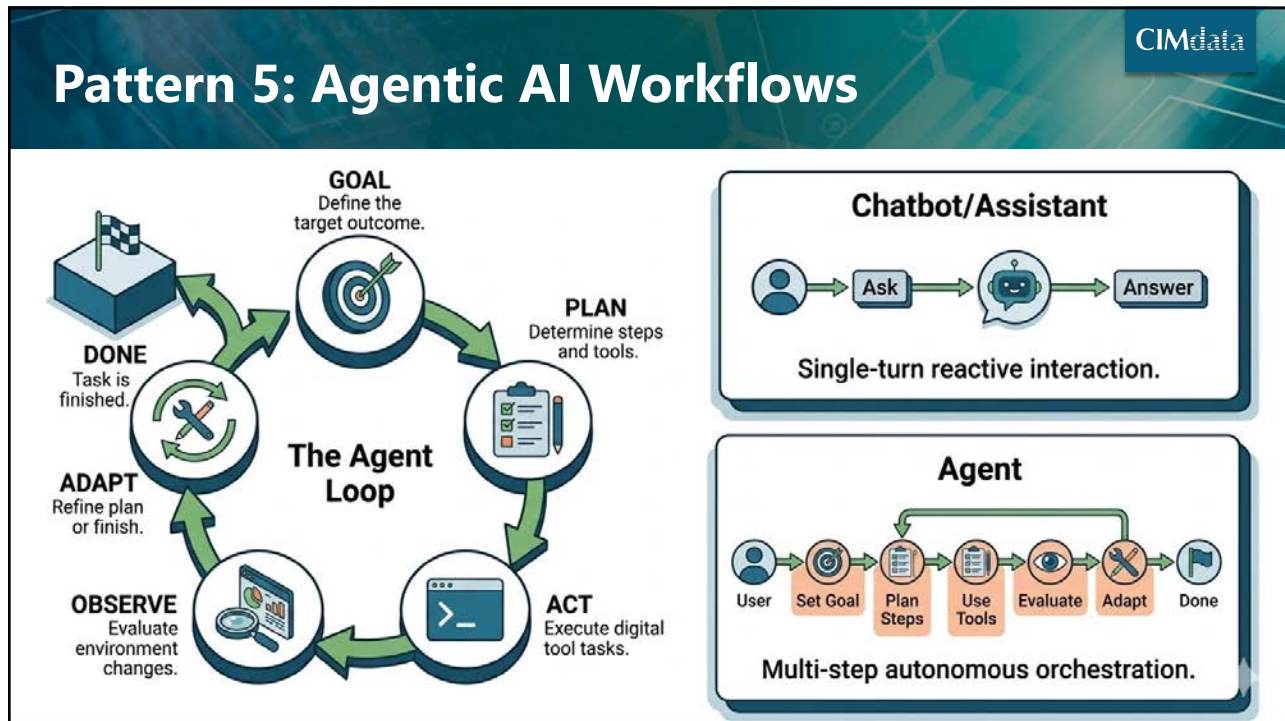 CIMdata
Pattern 5: Agentic AI Workflows
GOAL
Define the
target outcome.
PLAN
Determine steps
and tools.
ACT
Execute digital
tool tasks.
OBSERVE
Evaluate
environment
changes.
ADAPT
Refine plan
or finish.
DONE
Task is
finished.
The Agent
Loop
Chatbot/Assistant
Ask
Answer
Single-turn reactive interaction.
Agent
User
Set Goal
Plan
Steps
Use
Tools
Evaluate
Adapt
Done
Multi-step autonomous orchestration.